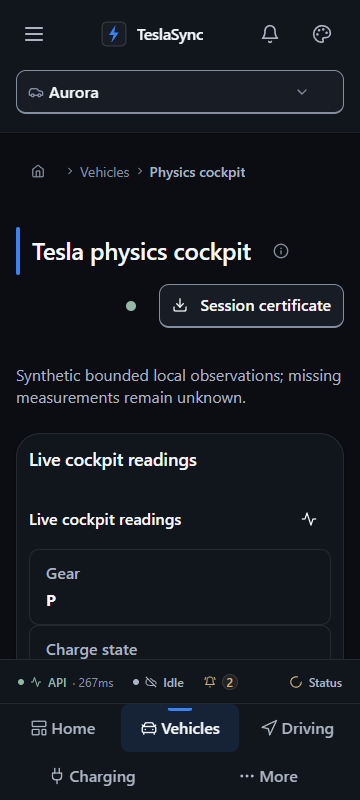 TeslaSync
Aurora
Vehicles
Physics cockpit
Tesla physics cockpit
Session certificate
Synthetic bounded local observations; missing
measurements remain unknown.
Live cockpit readings
Live cockpit readings
Gear
P
Charge state
API · 267ms
Idle
2
Status
Home
Vehicles
Driving
Charging
More